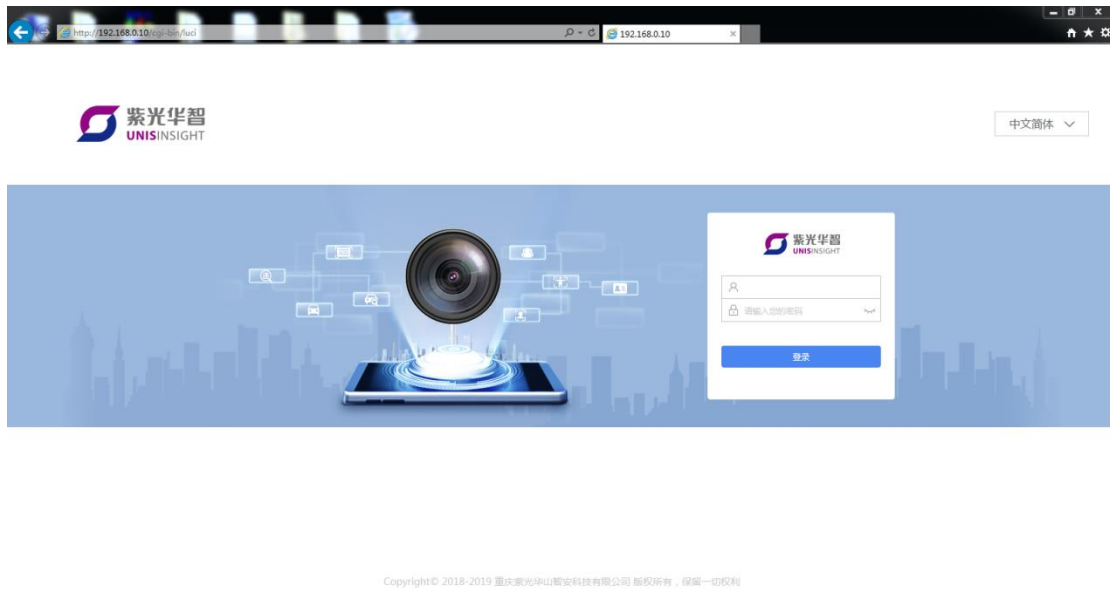 http://192.168.0.10/cgi-bin/luci
192.168.0.10
紫光华智
UNISINSIGHT
中文简体
紫光华智
UNISINSIGHT
请输入您的密码
登录
Copyright© 2018-2019 重庆紫光华山智安科技有限公司 版权所有，保留一切权利